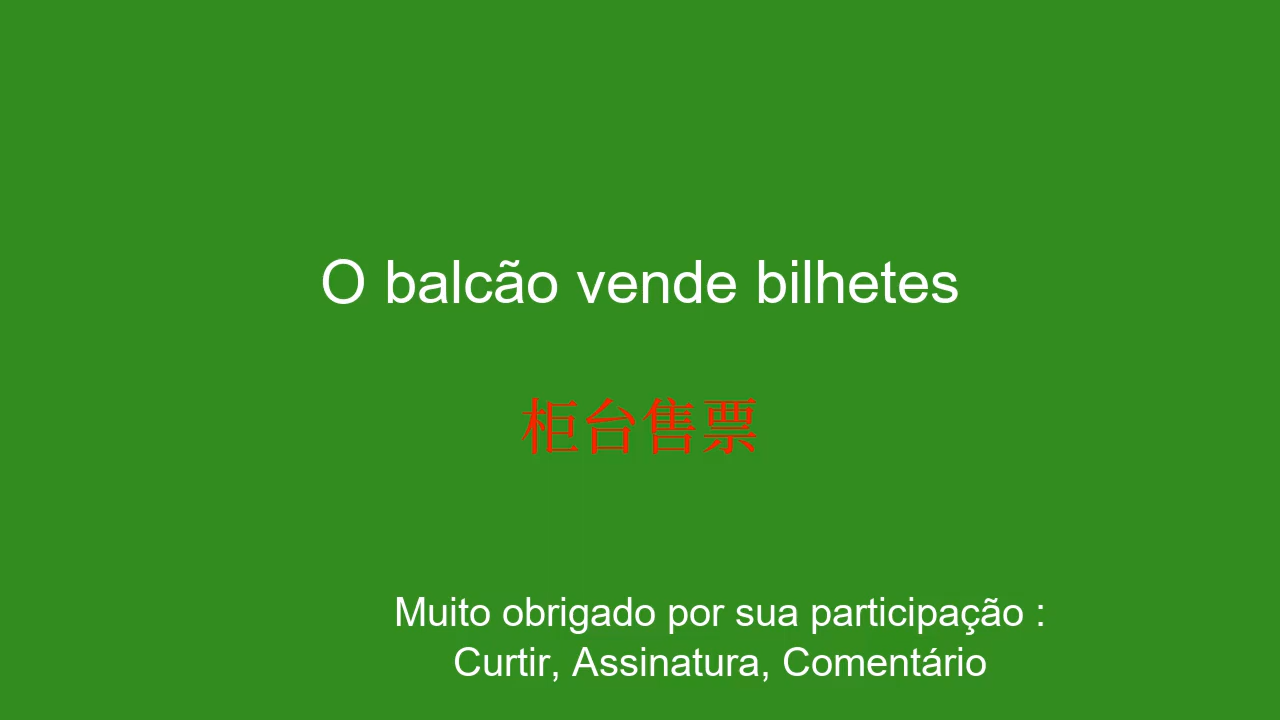 O balcão vende bilhetes
柜台售票
Muito obrigado por sua participação :
Curtir, Assinatura, Comentário